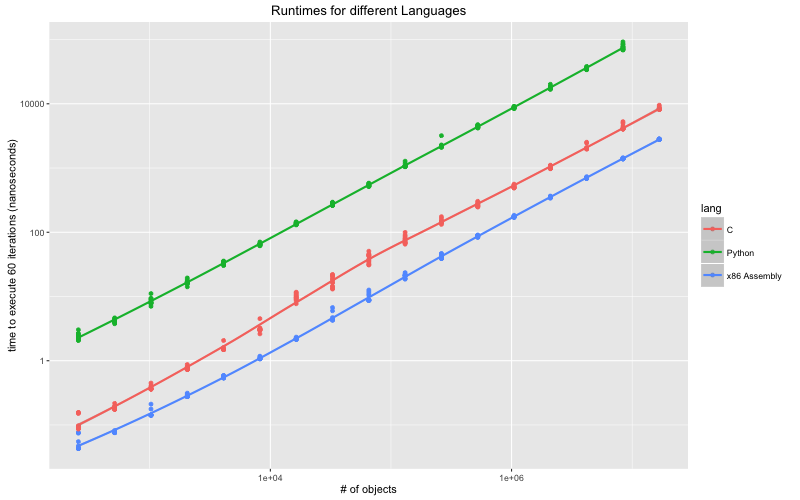 Runtimes for different Languages
time to execute 60 iterations (nanoseconds)
10000
100
1
1e+04
1e+06
# of objects
lang
C
Python
x86 Assembly